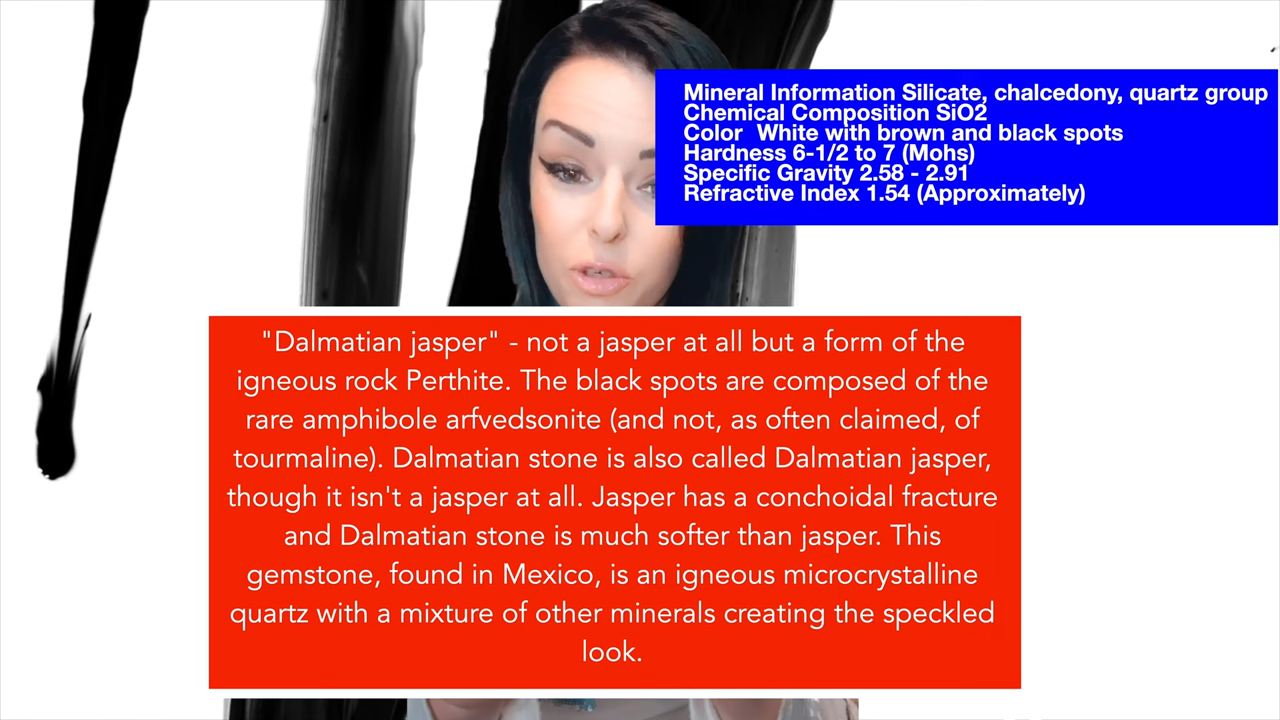 Mineral Information Silicate, chalcedony, quartz group
Chemical Composition SiO2
Color  White with brown and black spots
Hardness 6-1/2 to 7 (Mohs)
Specific Gravity 2.58 - 2.91
Refractive Index 1.54 (Approximately)
"Dalmatian jasper" - not a jasper at all but a form of the
igneous rock Perthite. The black spots are composed of the
rare amphibole arfvedsonite (and not, as often claimed, of
tourmaline). Dalmatian stone is also called Dalmatian jasper,
though it isn't a jasper at all. Jasper has a conchoidal fracture
and Dalmatian stone is much softer than jasper. This
gemstone, found in Mexico, is an igneous microcrystalline
quartz with a mixture of other minerals creating the speckled
look.